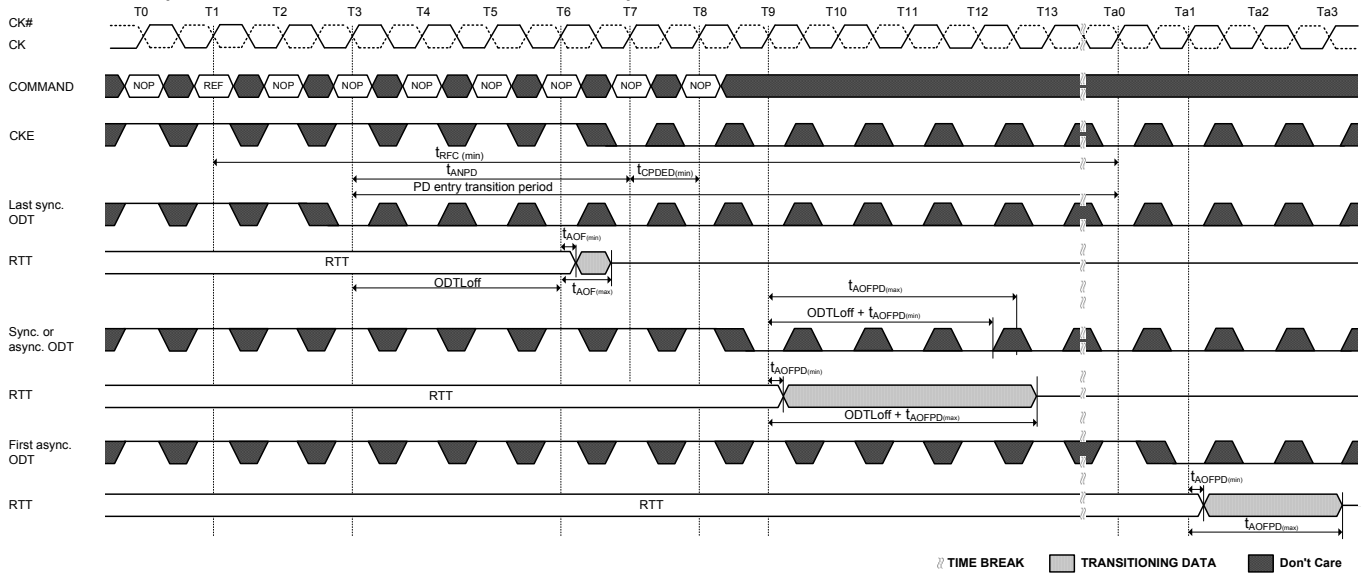 T0 T1 T2 T3 T4 T5 T6 T7 T8 T9 T10 T11 T12 T13 Ta0 Ta1 Ta2 Ta3
CK#
CK
COMMAND NOP REF NOP NOP NOP NOP NOP NOP NOP
CKE
tRFC (min)
tANPD tCPDED(min)
PD entry transition period
Last sync.
ODT
tAOF(min)
RTT RTT
ODTLoff tAOF(max)
tAOFPD(max)
ODTLoff + tAOFPD(min)
Sync. or
async. ODT
tAOFPD(min)
RTT RTT
ODTLoff + tAOFPD(max)
First async.
ODT
tAOFPD(min)
RTT RTT
tAOFPD(max)
TIME BREAK TRANSITIONING DATA Don't Care